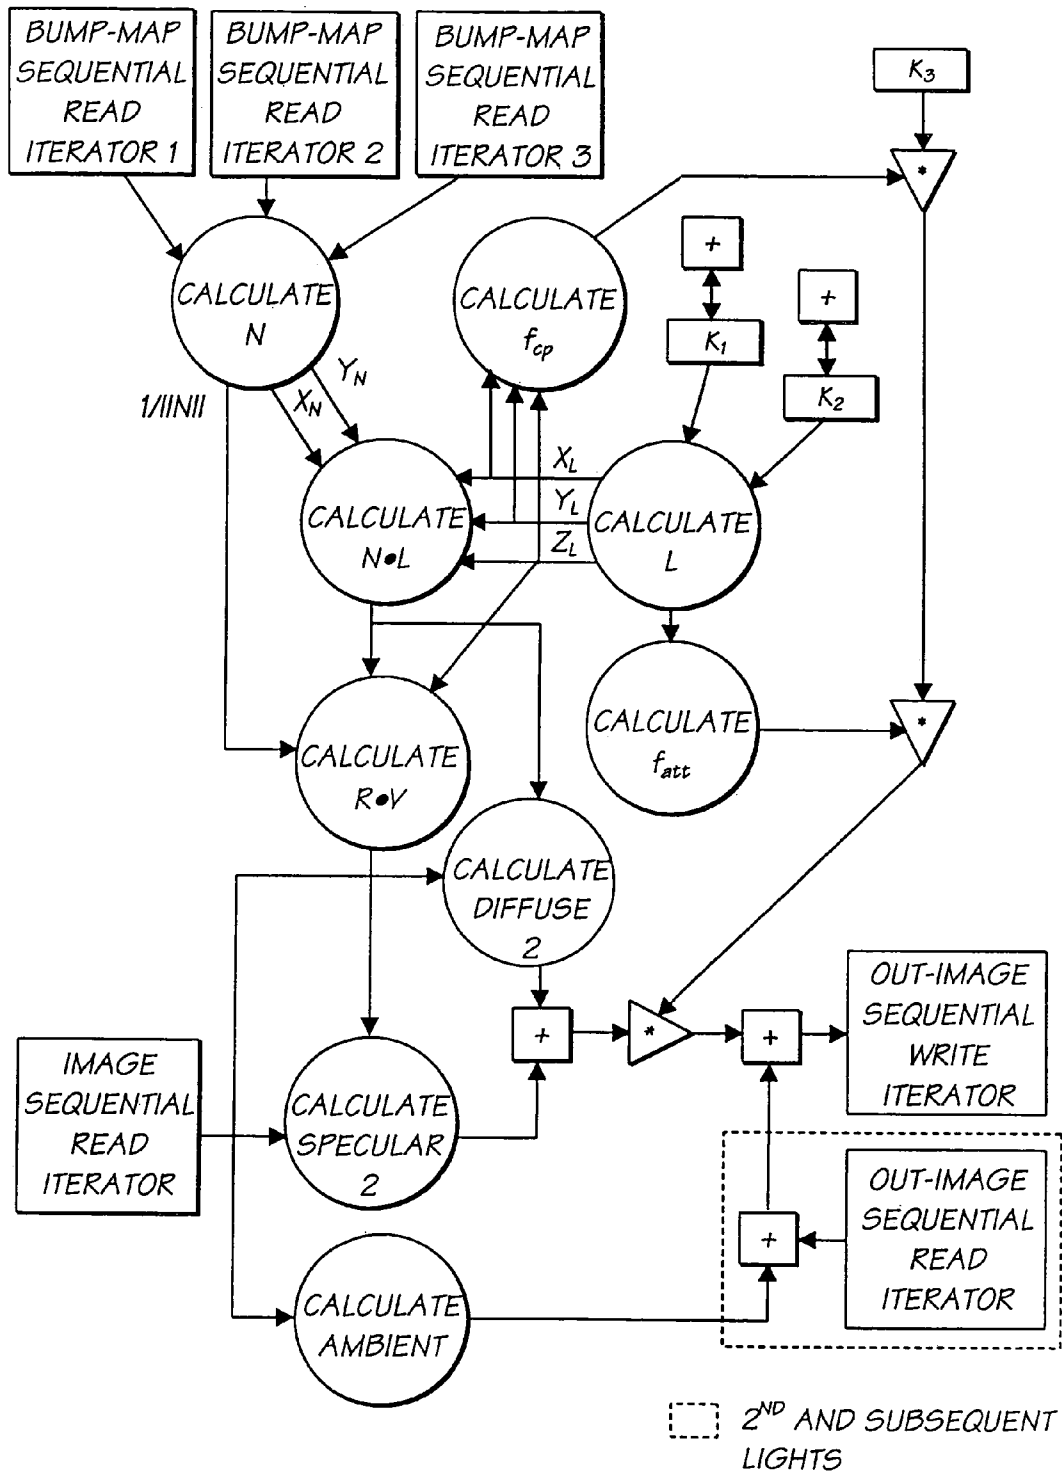 BUMP-MAP
SEQUENTIAL
READ
ITERATOR 1
BUMP-MAP
SEQUENTIAL
READ
ITERATOR 2
BUMP-MAP
SEQUENTIAL
READ
ITERATOR 3
K3
*
+
+
CALCULATE
N
CALCULATE
fcp
K1
K2
1/||N||
XN
YN
CALCULATE
N•L
XL
YL
ZL
CALCULATE
L
CALCULATE
R•V
CALCULATE
fatt
*
CALCULATE
DIFFUSE
2
IMAGE
SEQUENTIAL
READ
ITERATOR
CALCULATE
SPECULAR
2
+
*
+
OUT-IMAGE
SEQUENTIAL
WRITE
ITERATOR
CALCULATE
AMBIENT
+
OUT-IMAGE
SEQUENTIAL
READ
ITERATOR
2ND AND SUBSEQUENT
LIGHTS